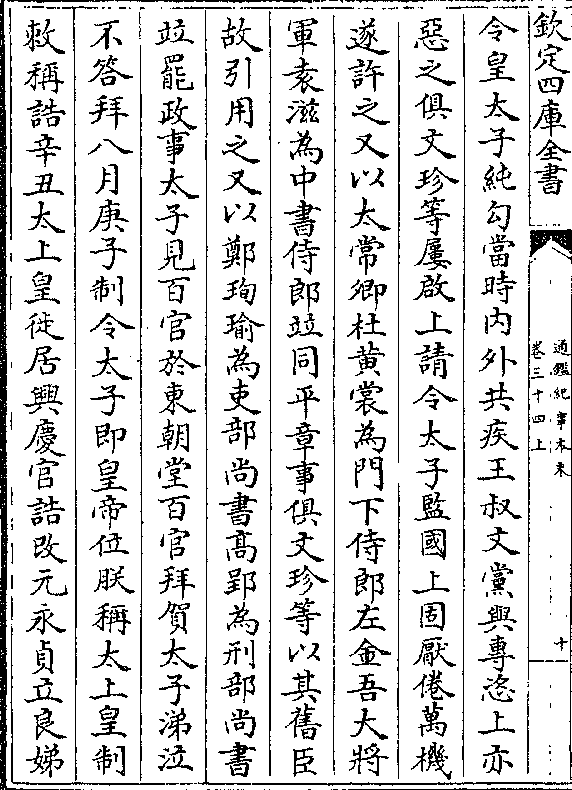 欽定四庫全書
通鑑紀事本末
卷三十四上
十
令皇太子純勾當時内外共疾王叔文黨與專恣上亦
惡之俱文珍等屢啟上請令太子監國上固厭倦萬機
遂許之又以太常卿杜黄裳為門下侍郎左金吾大將
軍袁滋為中書侍郎竝同平章事俱文珍等以其舊臣
故引用之又以鄭珣瑜為吏部尚書髙郢為刑部尚書
竝罷政事太子見百官於東朝堂百官拜賀太子涕泣
不答拜八月庚子制令太子即皇帝位朕稱太上皇制
敕稱誥辛丑太上皇徙居興慶官誥改元永貞立良娣